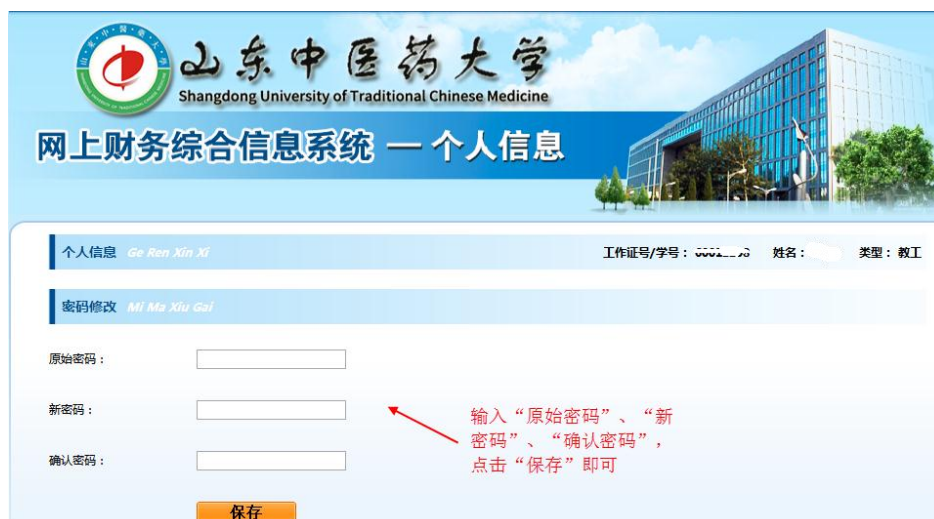 山东中医药大学
Shangdong University of Traditional Chinese Medicine
网上财务综合信息系统 — 个人信息
个人信息 Ge Ren Xin Xi 工作证号/学号： 姓名： 类型：教工
密码修改 Mi Ma Xiu Gai
原始密码：
新密码：
确认密码：
输入“原始密码”、“新
密码”、“确认密码”，
点击“保存”即可
保存